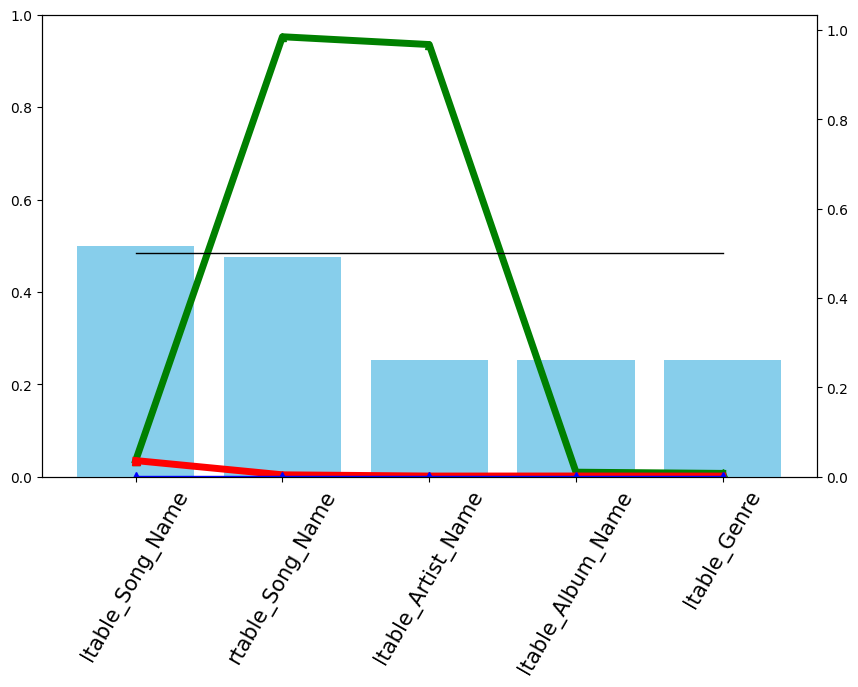 1.0
0.8
0.6
0.4
0.2
0.0
1.0
0.8
0.6
0.4
0.2
0.0
ltable_Song_Name
rtable_Song_Name
ltable_Artist_Name
ltable_Album_Name
ltable_Genre